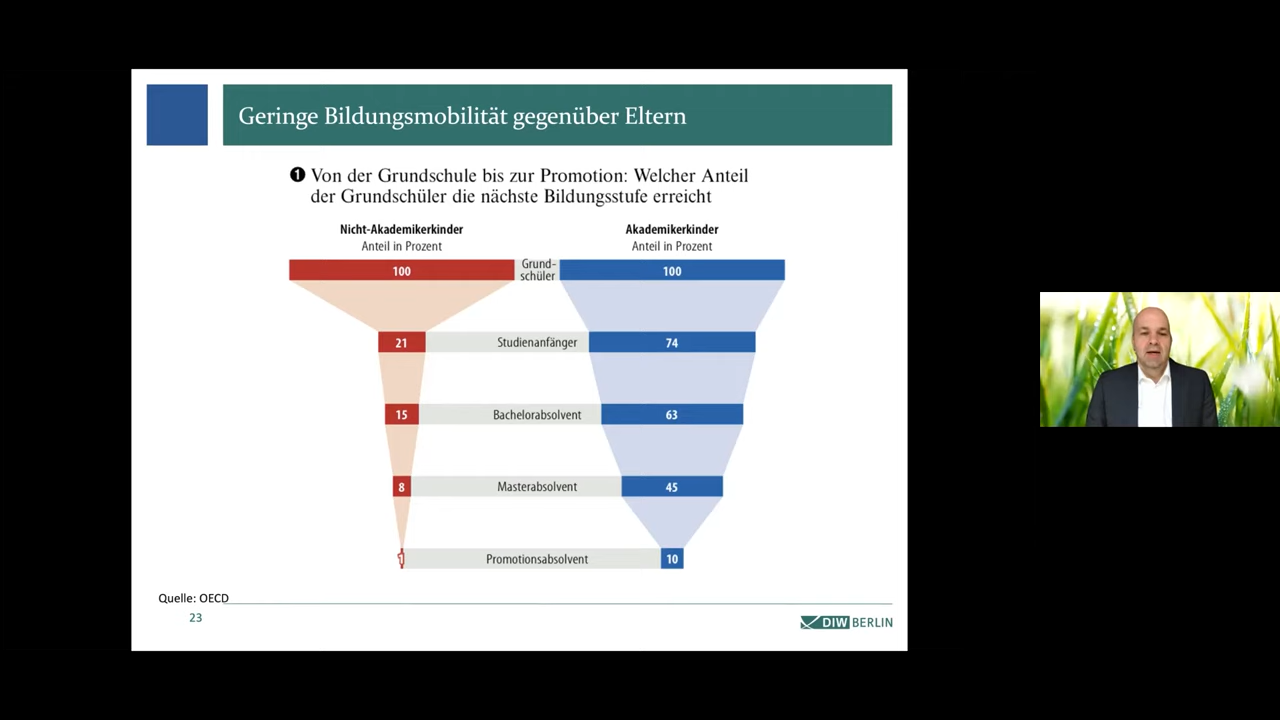 Geringe Bildungsmobilität gegenüber Eltern
❶ Von der Grundschule bis zur Promotion: Welcher Anteil
der Grundschüler die nächste Bildungsstufe erreicht
Nicht-Akademikerkinder
Anteil in Prozent
Akademikerkinder
Anteil in Prozent
100
Grund-
schüler
100
21
Studienanfänger
74
15
Bachelorabsolvent
63
8
Masterabsolvent
45
1
Promotionsabsolvent
10
Quelle: OECD
23
DIW BERLIN